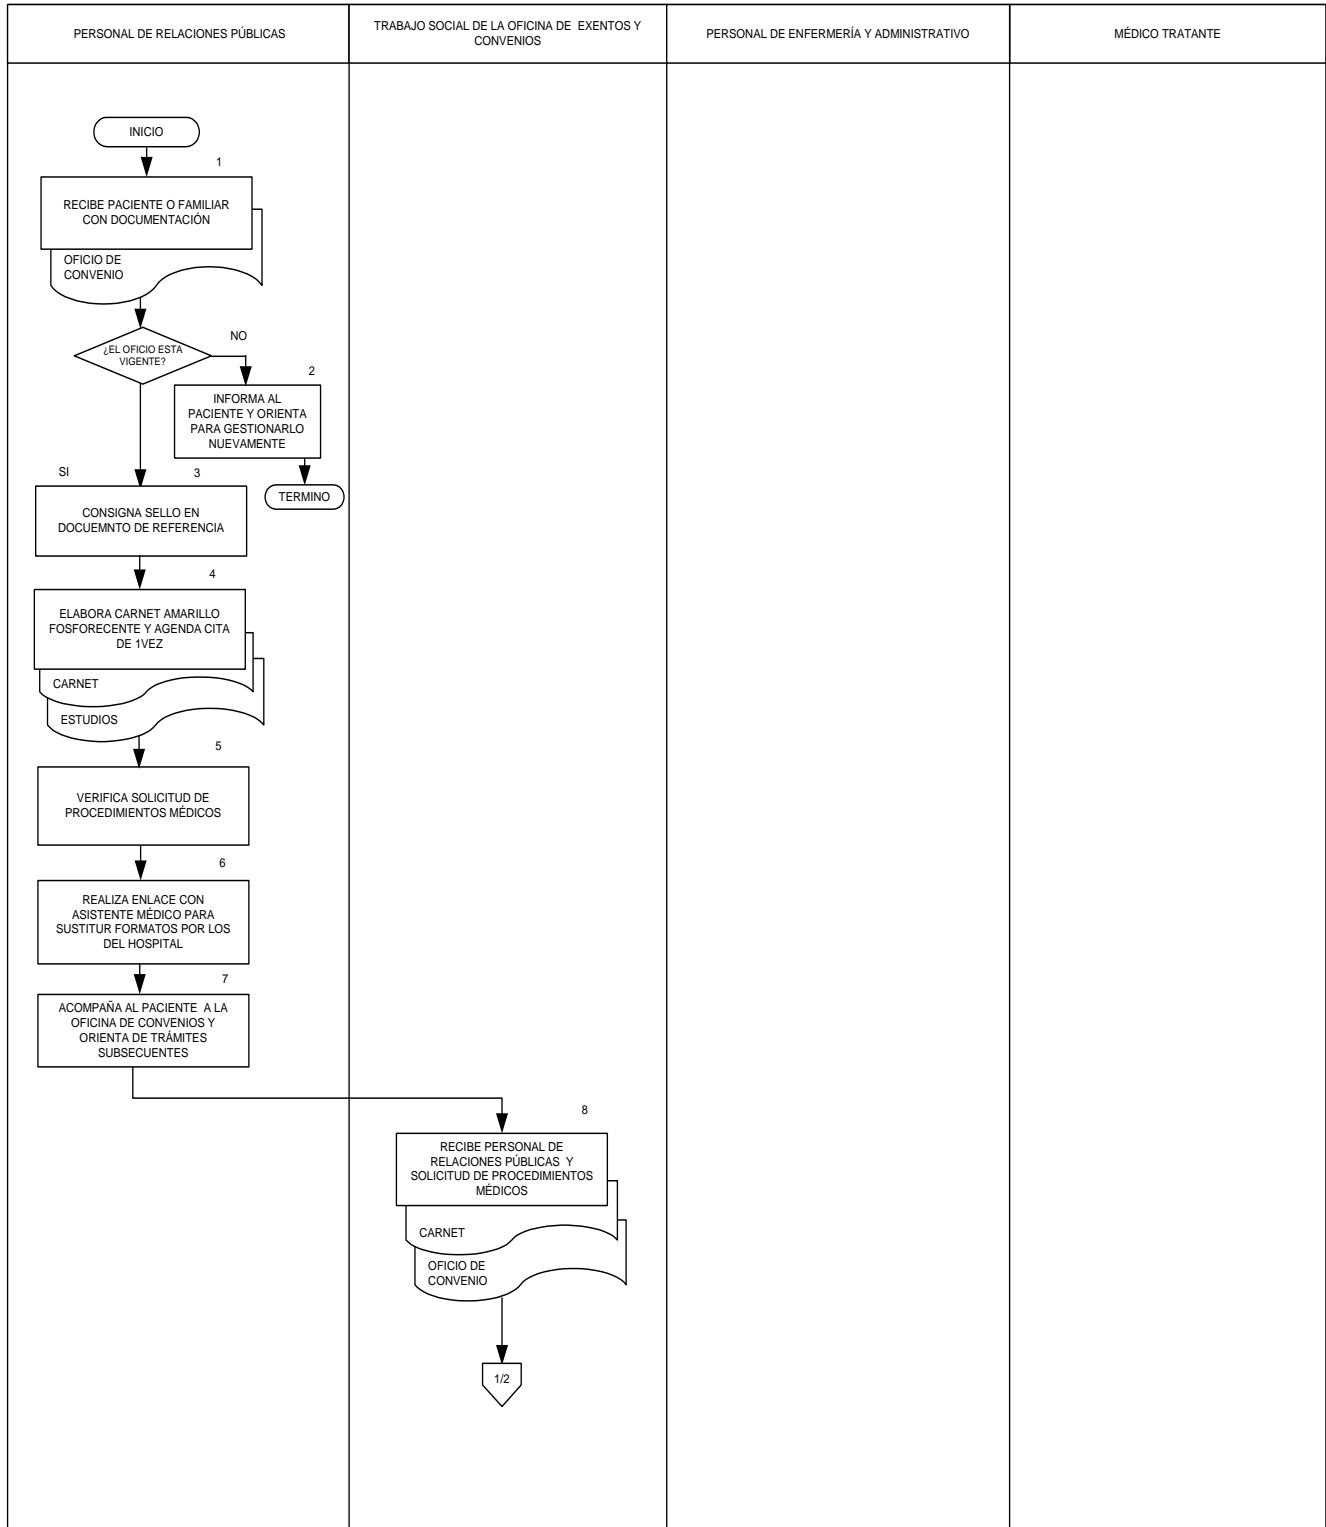 PERSONAL DE RELACIONES PÚBLICAS
TRABAJO SOCIAL DE LA OFICINA DE EXENTOS Y
CONVENIOS
PERSONAL DE ENFERMERÍA Y ADMINISTRATIVO
MÉDICO TRATANTE
INICIO
1
RECIBE PACIENTE O FAMILIAR
CON DOCUMENTACIÓN
OFICIO DE
CONVENIO
¿EL OFICIO ESTA
VIGENTE?
NO
2
INFORMA AL
PACIENTE Y ORIENTA
PARA GESTIONARLO
NUEVAMENTE
TERMINO
SI
3
CONSIGNA SELLO EN
DOCUEMNTO DE REFERENCIA
4
ELABORA CARNET AMARILLO
FOSFORECENTE Y AGENDA CITA
DE 1VEZ
CARNET
ESTUDIOS
5
VERIFICA SOLICITUD DE
PROCEDIMIENTOS MÉDICOS
6
REALIZA ENLACE CON
ASISTENTE MÉDICO PARA
SUSTITUR FORMATOS POR LOS
DEL HOSPITAL
7
ACOMPAÑA AL PACIENTE A LA
OFICINA DE CONVENIOS Y
ORIENTA DE TRÁMITES
SUBSECUENTES
8
RECIBE PERSONAL DE
RELACIONES PÚBLICAS Y
SOLICITUD DE PROCEDIMIENTOS
MÉDICOS
CARNET
OFICIO DE
CONVENIO
1/2